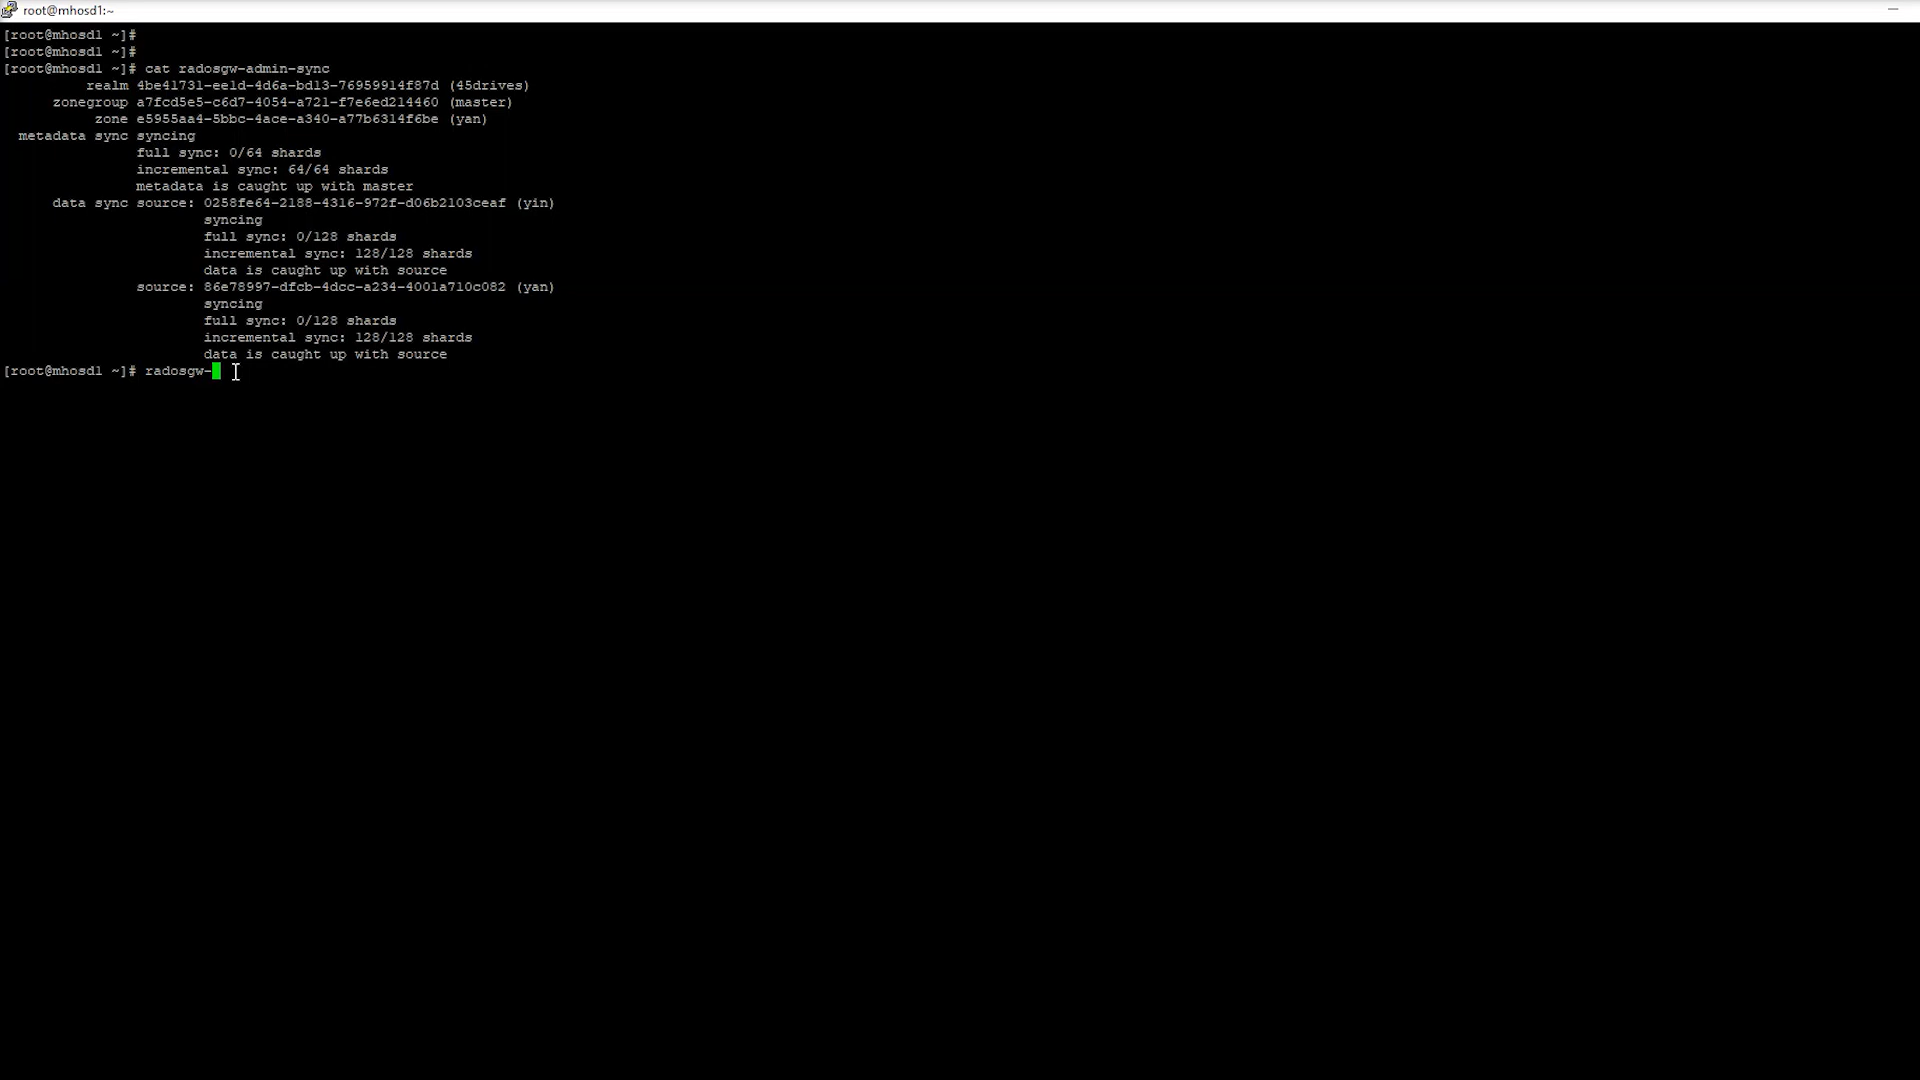 root@mhosd1:~
[root@mhosd1 ~]#
[root@mhosd1 ~]#
[root@mhosd1 ~]# cat radosgw-admin-sync
realm 4be41731-ee1d-4d6a-bd13-76959914f87d (45drives)
zonegroup a7fcd5e5-c6d7-4054-a721-f7e6ed214460 (master)
zone e5955aa4-5bbc-4ace-a340-a77b6314f6be (yan)
metadata sync syncing
full sync: 0/64 shards
incremental sync: 64/64 shards
metadata is caught up with master
data sync source: 0258fe64-2188-4316-972f-d06b2103ceaf (yin)
syncing
full sync: 0/128 shards
incremental sync: 128/128 shards
data is caught up with source
source: 86e78997-dfcb-4dcc-a234-4001a710c082 (yan)
syncing
full sync: 0/128 shards
incremental sync: 128/128 shards
data is caught up with source
[root@mhosd1 ~]# radosgw-